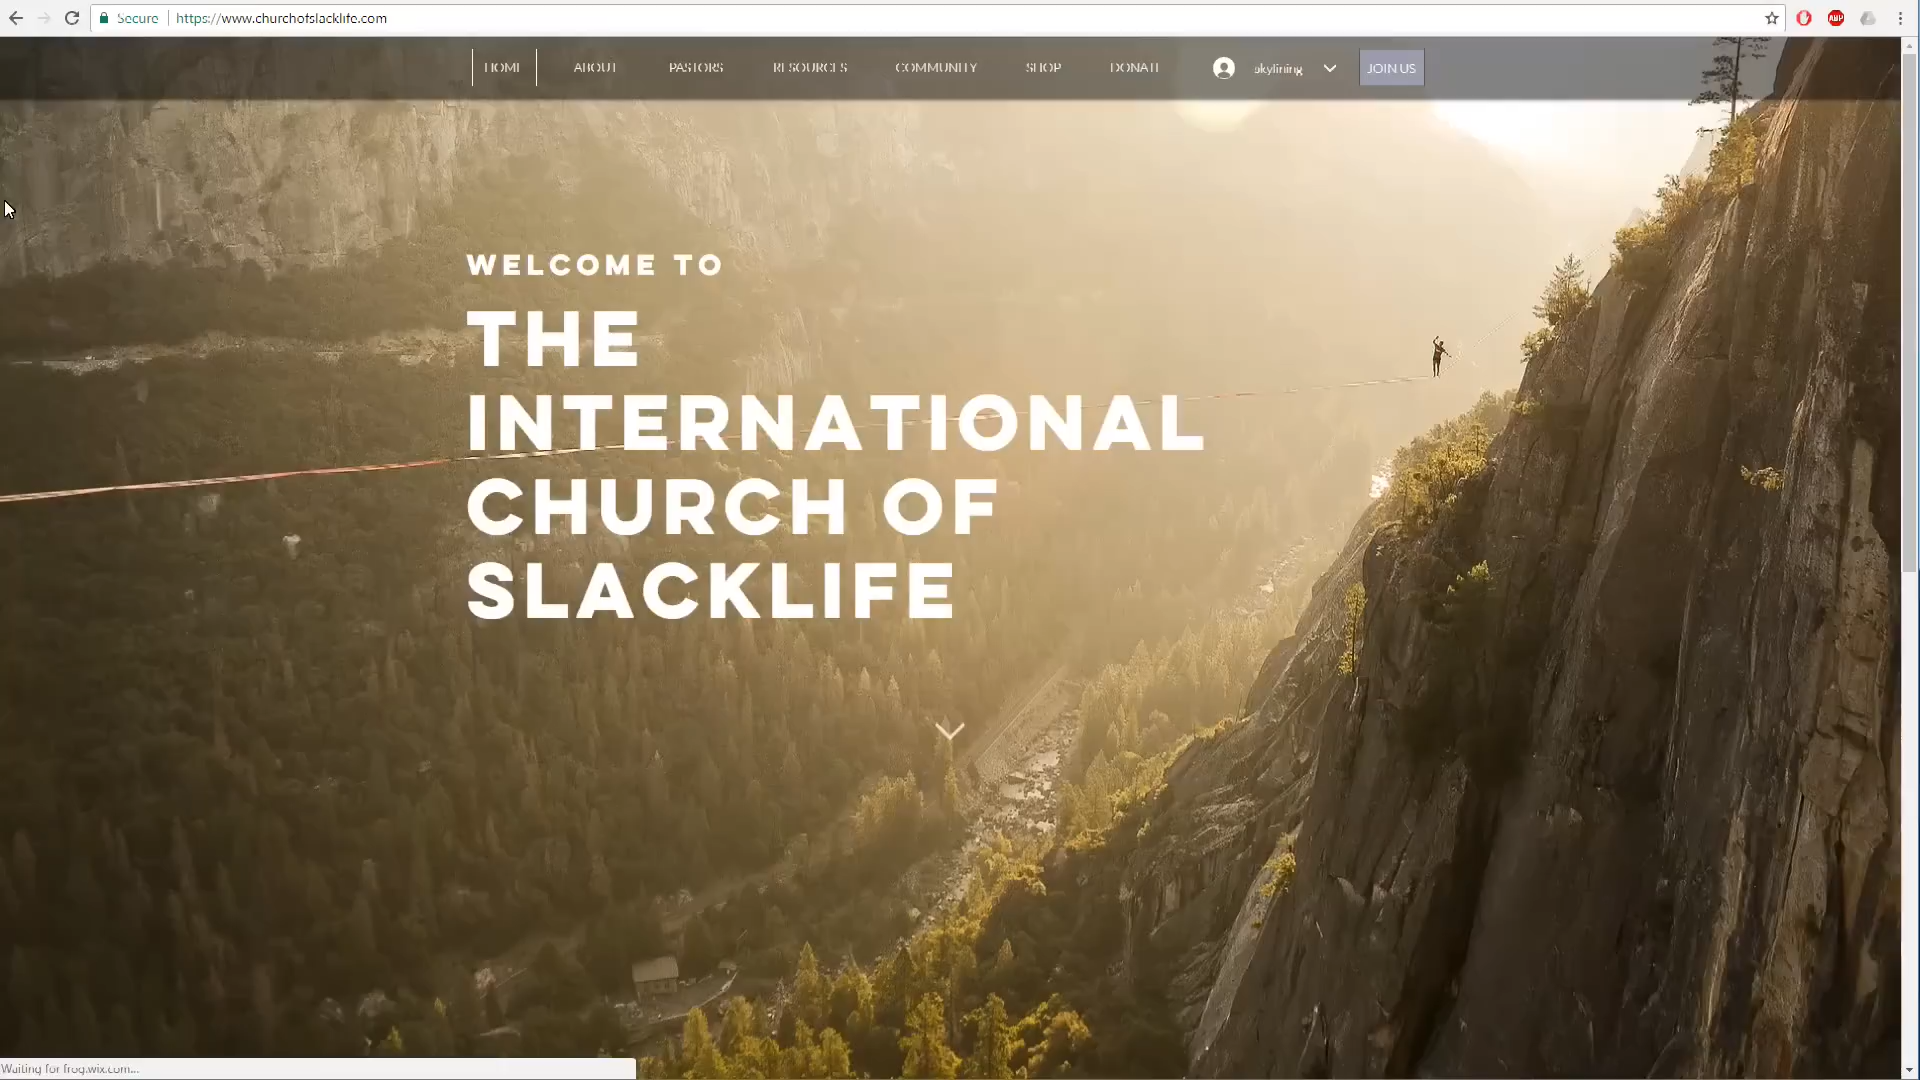 Secure https://www.churchofslacklife.com
HOME ABOUT PASTORS RESOURCES COMMUNITY SHOP DONATE skylining JOIN US
WELCOME TO
THE
INTERNATIONAL
CHURCH OF
SLACKLIFE
Waiting for frog.wix.com...